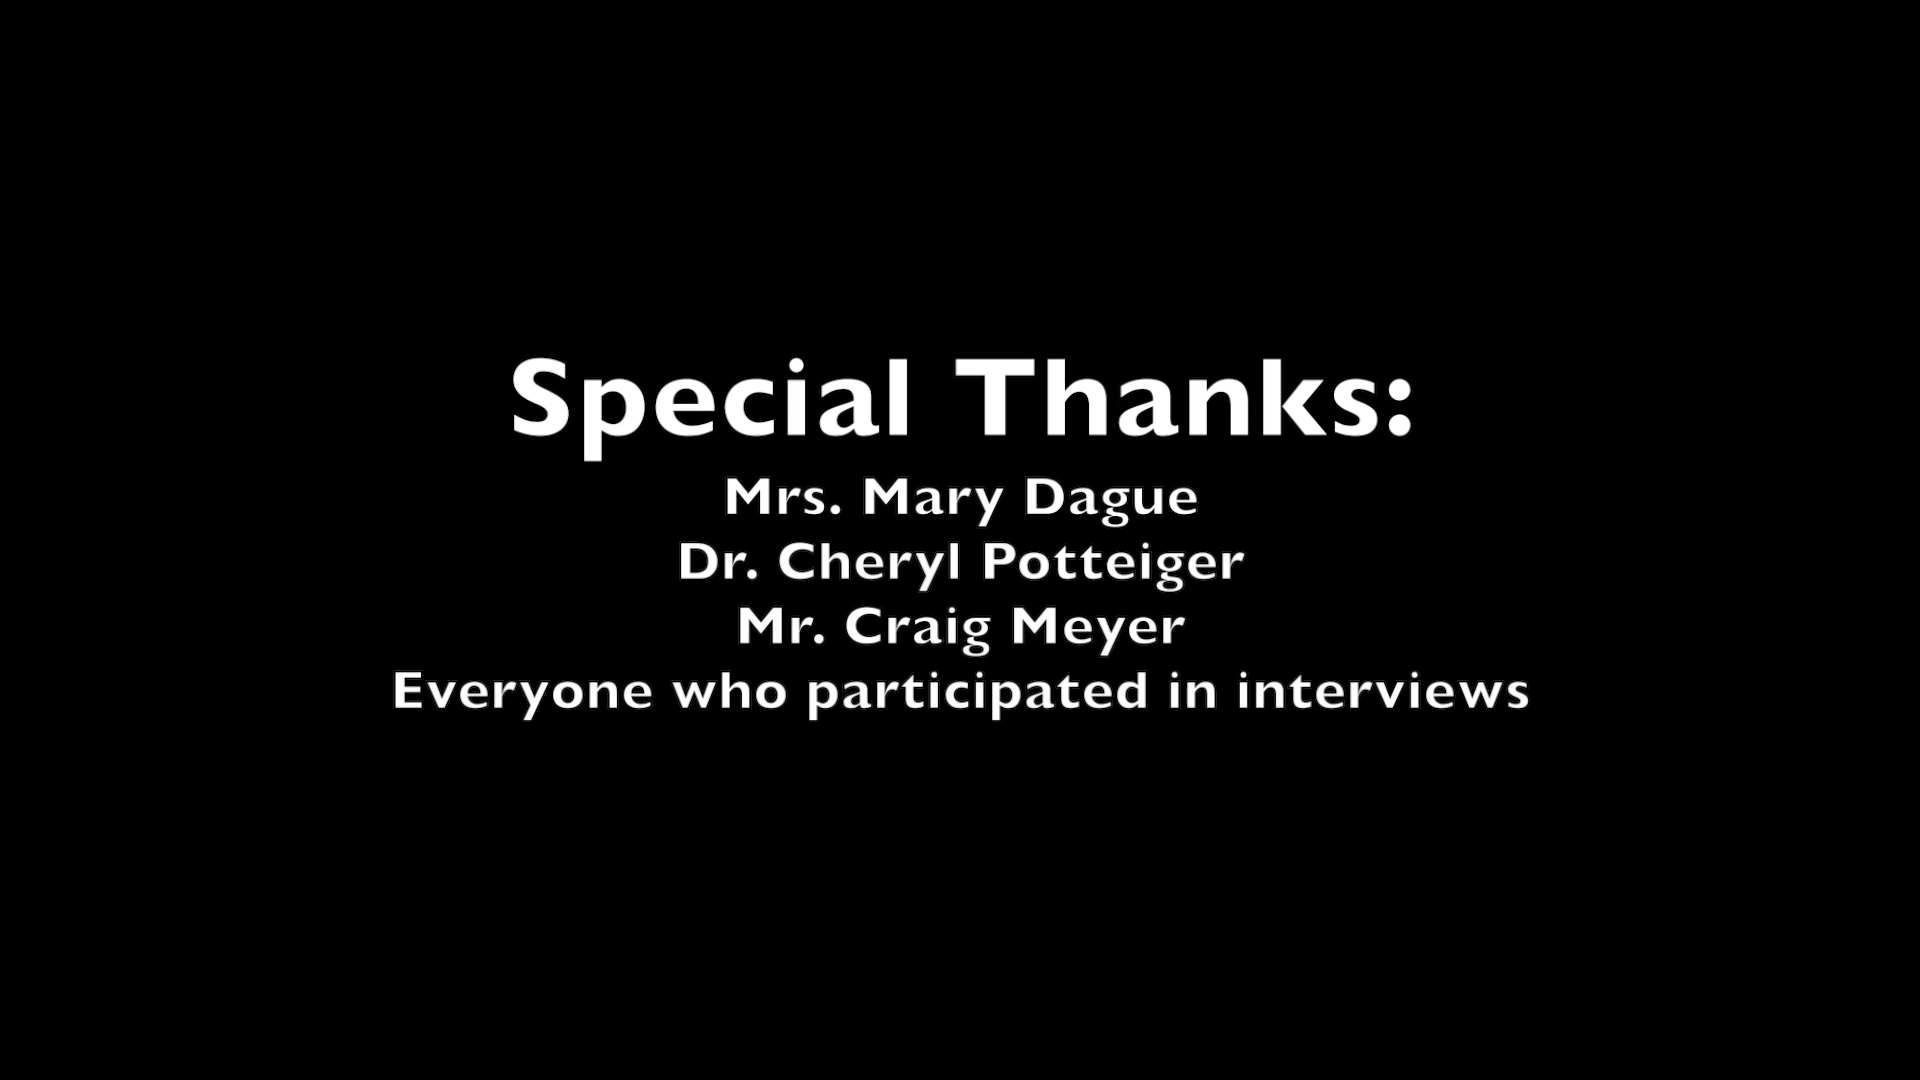 Special Thanks:
Mrs. Mary Dague
Dr. Cheryl Potteiger
Mr. Craig Meyer
Everyone who participated in interviews